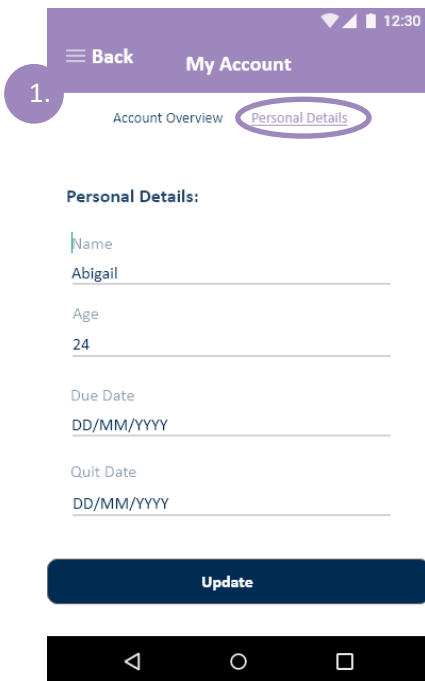 12:30
Back
My Account
1.
Account Overview Personal Details
Personal Details:
Name
Abigail
Age
24
Due Date
DD/MM/YYYY
Quit Date
DD/MM/YYYY
Update